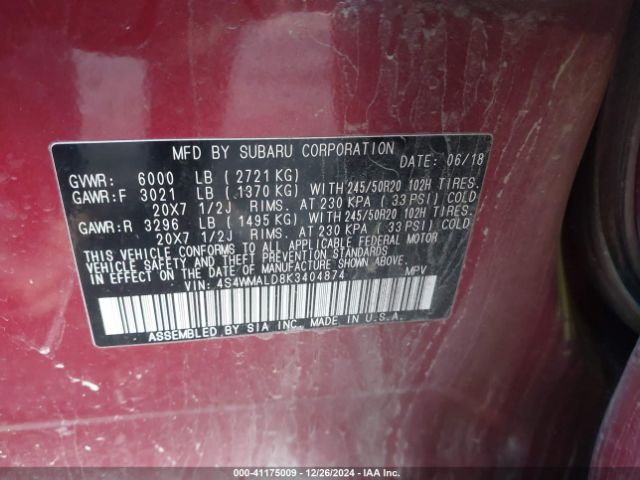 MFD BY SUBARU CORPORATION DATE: 06/18
GVWR: 6000 LB (2721 KG)
GAWR:F 3021 LB (1370 KG) WITH 245/50R20 102H TIRES.
20X7 1/2J RIMS. AT 230 KPA (33 PSI) COLD
GAWR:R 3296 LB (1495 KG) WITH 245/50R20 102H TIRES.
20X7 1/2J RIMS. AT 230 KPA (33 PSI) COLD
THIS VEHICLE CONFORMS TO ALL APPLICABLE FEDERAL MOTOR
VEHICLE SAFETY AND THEFT PREVENTION STANDARDS
IN EFFECT ON THE DATE OF MANUFACTURE SHOWN ABOVE.
VIN: 4S4WMALD8K3404874 MPV
ASSEMBLED BY SIA INC. MADE IN U.S.A.
000-41175009 • 12/26/2024 • IAA Inc.